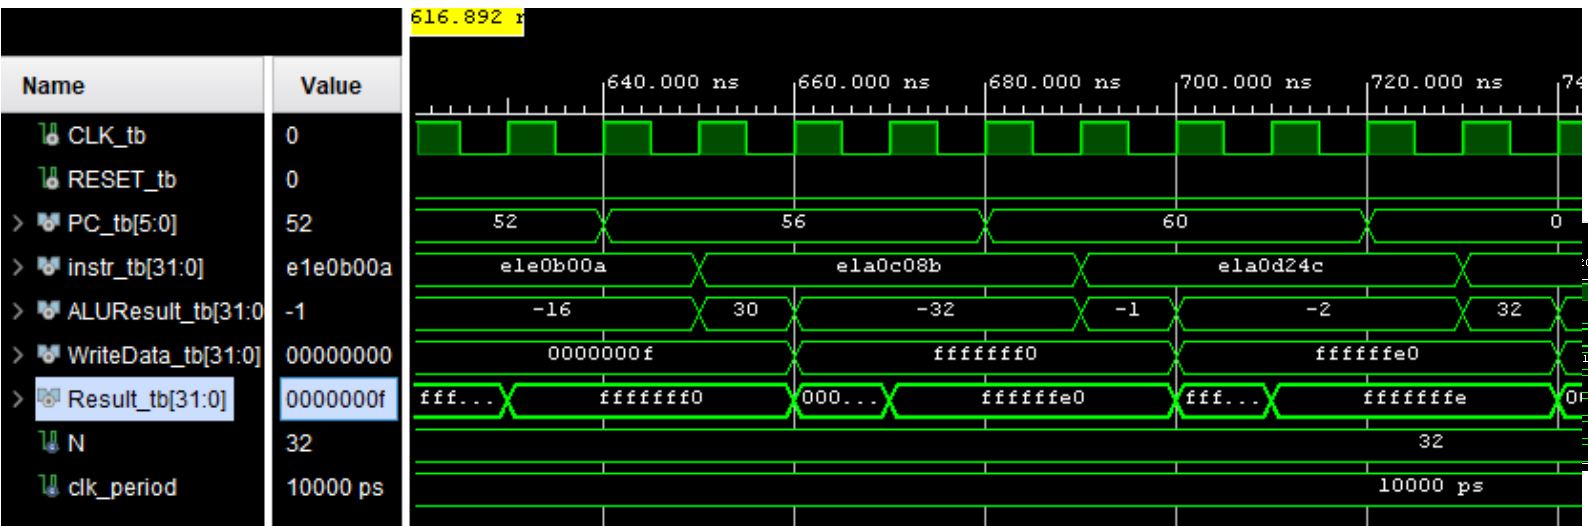 616.892 r
Name Value 640.000 ns 660.000 ns 680.000 ns 700.000 ns 720.000 ns 74
CLK_tb 0
RESET_tb 0
PC_tb[5:0] 52 52 56 60 0
instr_tb[31:0] e1e0b00a e1e0b00a e1a0c08b e1a0d24c
ALUResult_tb[31:0 -1 -16 30 -32 -1 -2 32
WriteData_tb[31:0] 00000000 0000000f fffffff0 ffffffe0
Result_tb[31:0] 0000000f fff... fffffff0 000... ffffffe0 fff... fffffffe 00
N 32 32
clk_period 10000 ps 10000 ps